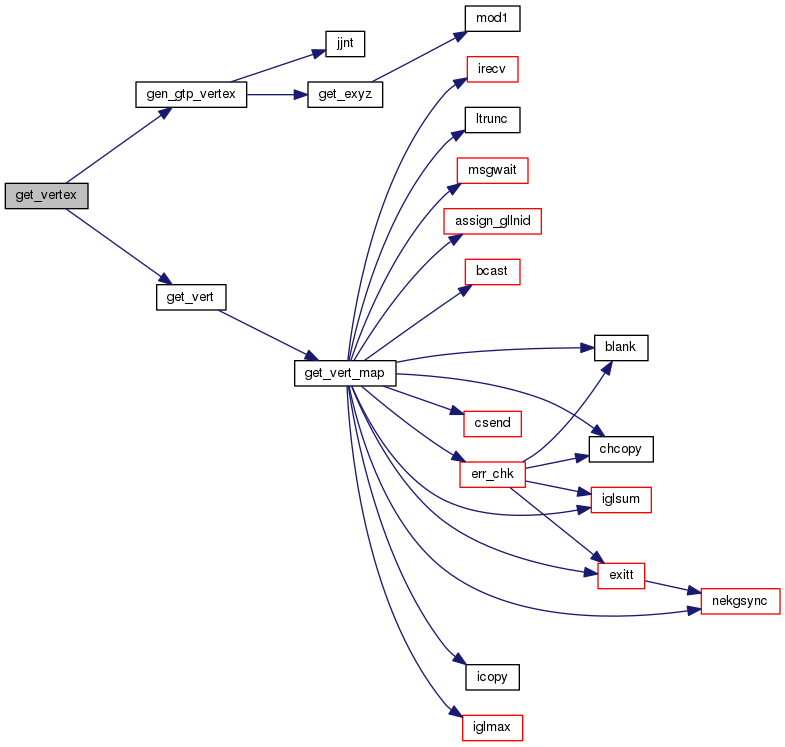 mod1
jjnt
irecv
gen_gtp_vertex
get_exyz
ltrunc
msgwait
get_vertex
assign_gllnid
bcast
get_vert
blank
get_vert_map
csend
chcopy
err_chk
iglsum
exitt
nekgsync
icopy
iglmax